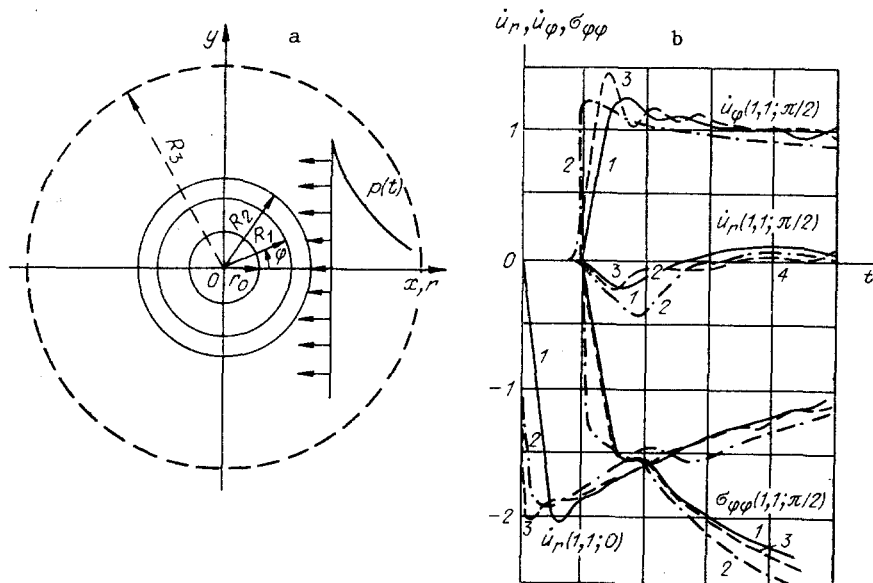 a
y
R3
R2
R1
φ
p(t)
0
r₀
x,r
u̇ᵣ, u̇φ, σφφ
b
3
u̇φ(1,1;π/2)
1
2
1
u̇ᵣ(1,1;π/2)
0
3
2
4
t
1
2
1
-1
2
σφφ(1,1;π/2)
-2
1
3
3
u̇ᵣ(1,1;0)
2